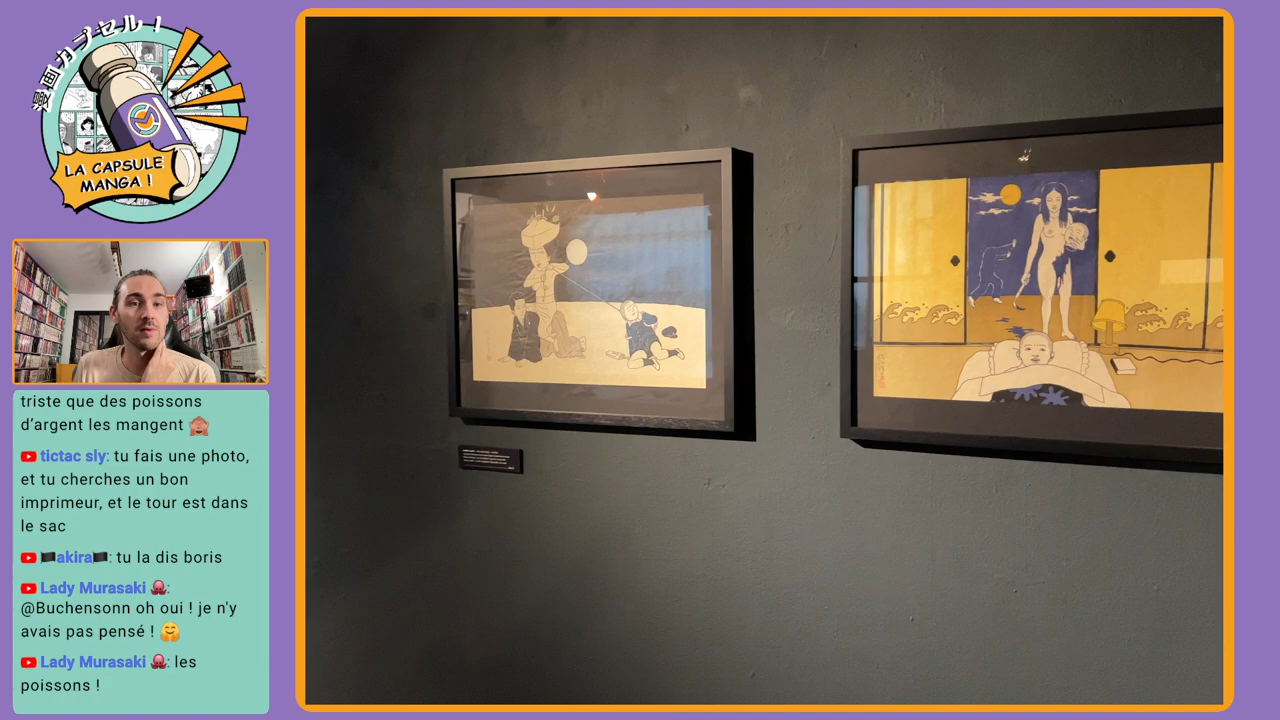 漫画カプセル！
LA CAPSULE
MANGA !
triste que des poissons
d'argent les mangent 🙈
tictac sly: tu fais une photo,
et tu cherches un bon
imprimeur, et le tour est dans
le sac
🏴akira🏴: tu la dis boris
Lady Murasaki 🐙:
@Buchensonn oh oui ! je n'y
avais pas pensé ! 🤗
Lady Murasaki 🐙: les
poissons !